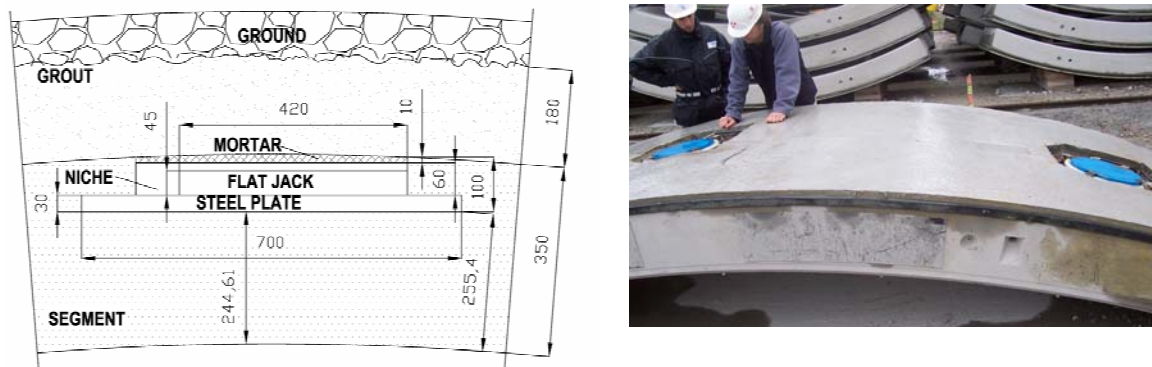 GROUND
GROUT
180
420
10
45
MORTAR
NICHE
FLAT JACK
60
100
30
STEEL PLATE
350
700
244,61
255,4
SEGMENT